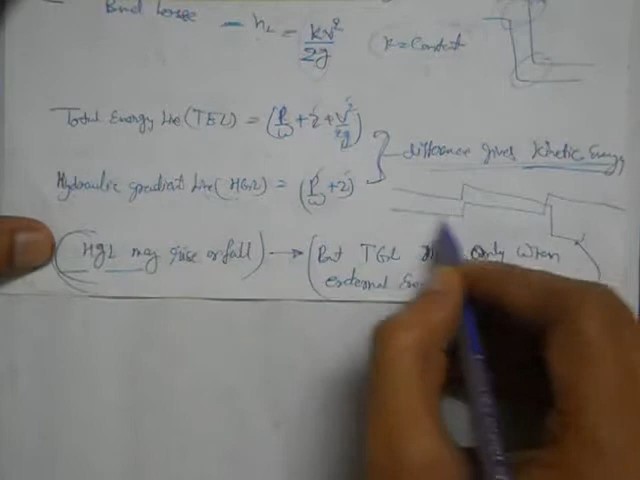 Bend losse — hL = kv²/2g k = Constant
Total Energy Line (TEL) = (P/w + z + v²/2g)
difference gives kinetic Energy
Hydraulic gradient Line (HGL) = (P/w + z)
HGL may rise or fall → (But TGL only when
external